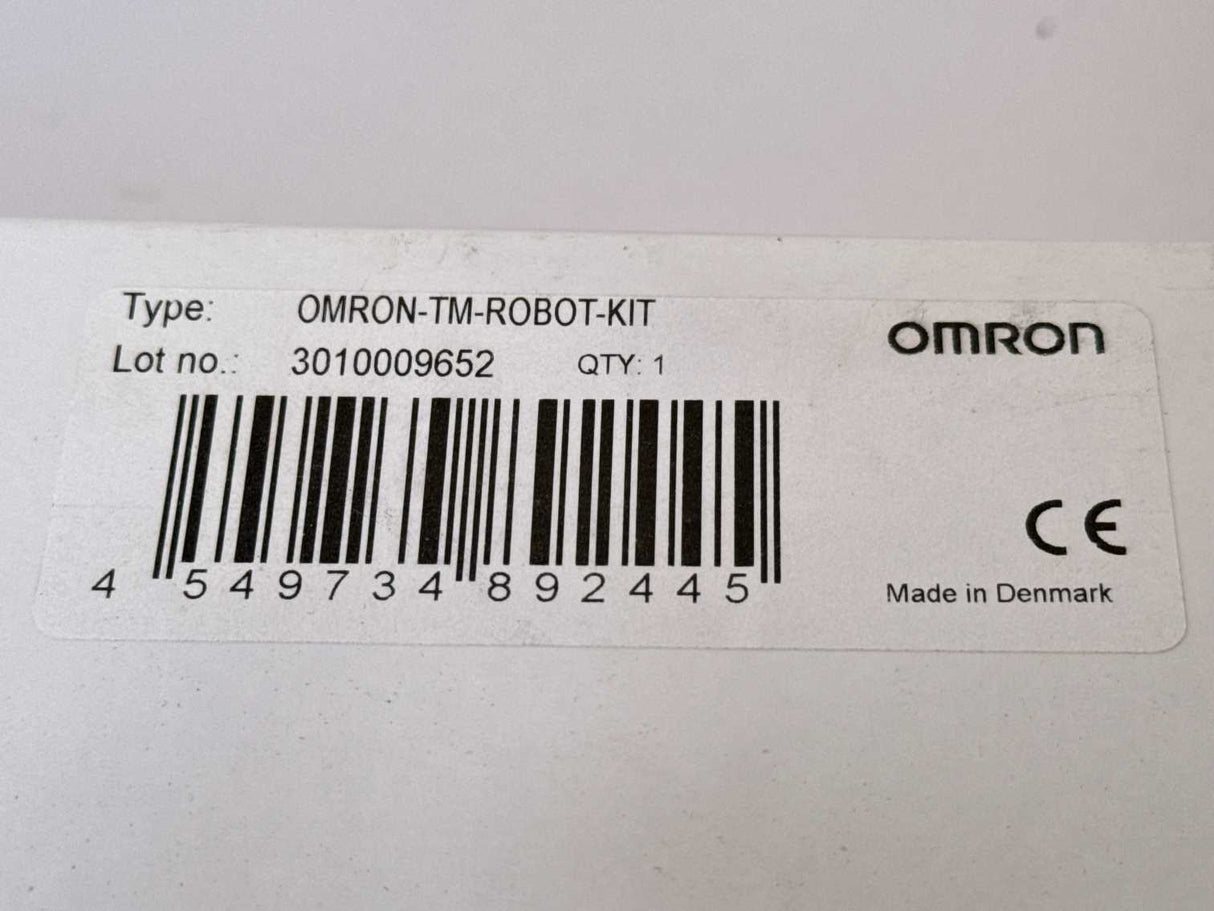 Type: OMRON-TM-ROBOT-KIT
Lot no.: 3010009652 QTY: 1
OMRON
4 549734 892445
CE
Made in Denmark